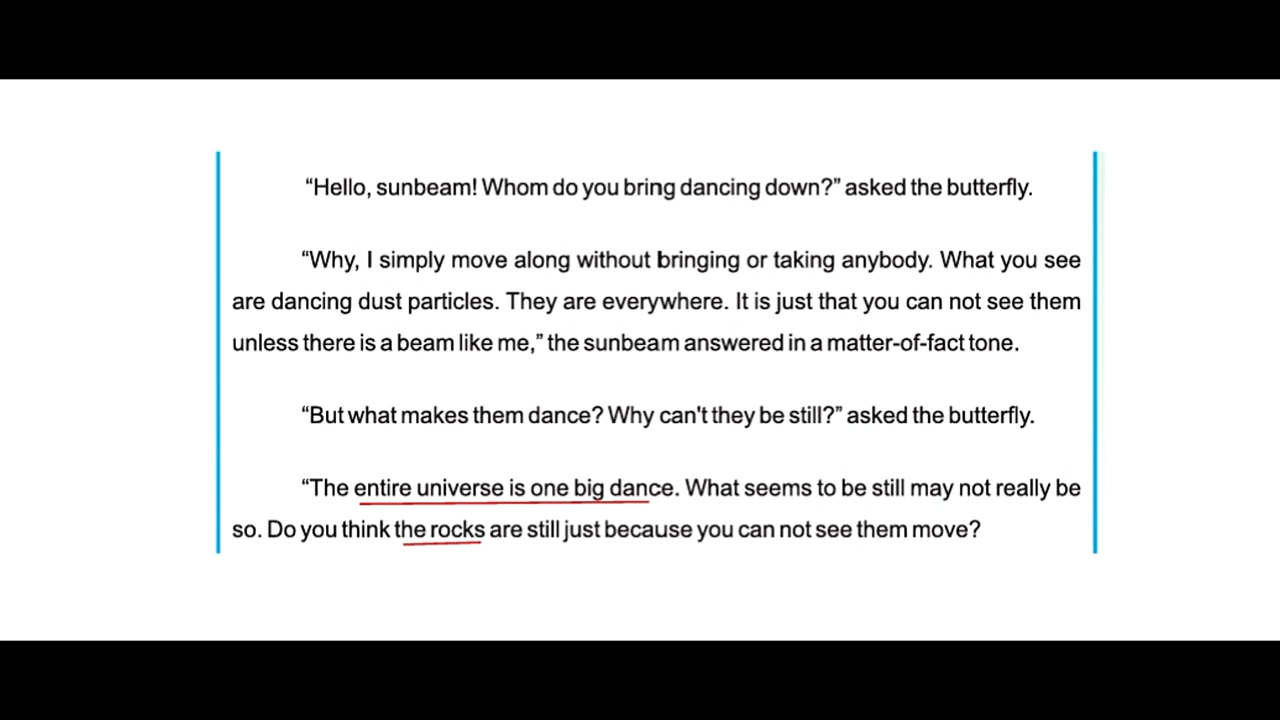 “Hello, sunbeam! Whom do you bring dancing down?” asked the butterfly.
“Why, I simply move along without bringing or taking anybody. What you see
are dancing dust particles. They are everywhere. It is just that you can not see them
unless there is a beam like me,” the sunbeam answered in a matter-of-fact tone.
“But what makes them dance? Why can't they be still?” asked the butterfly.
“The entire universe is one big dance. What seems to be still may not really be
so. Do you think the rocks are still just because you can not see them move?